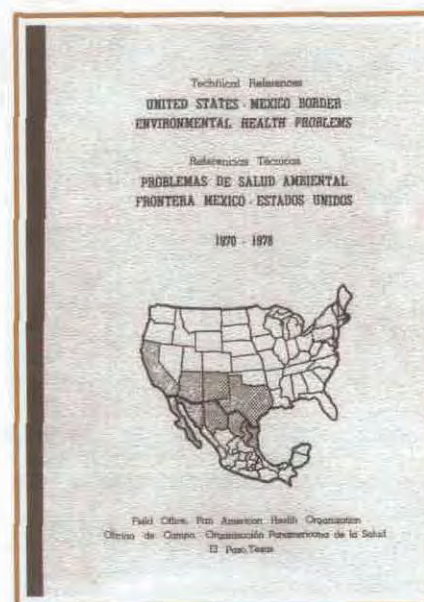 Technical References
UNITED STATES - MEXICO BORDER
ENVIRONMENTAL HEALTH PROBLEMS
Referencias Técnicas
PROBLEMAS DE SALUD AMBIENTAL
FRONTERA MEXICO - ESTADOS UNIDOS
1970 - 1978
Field Office, Pan American Health Organization
Oficina de Campo, Organización Panamericana de la Salud
El Paso, Texas